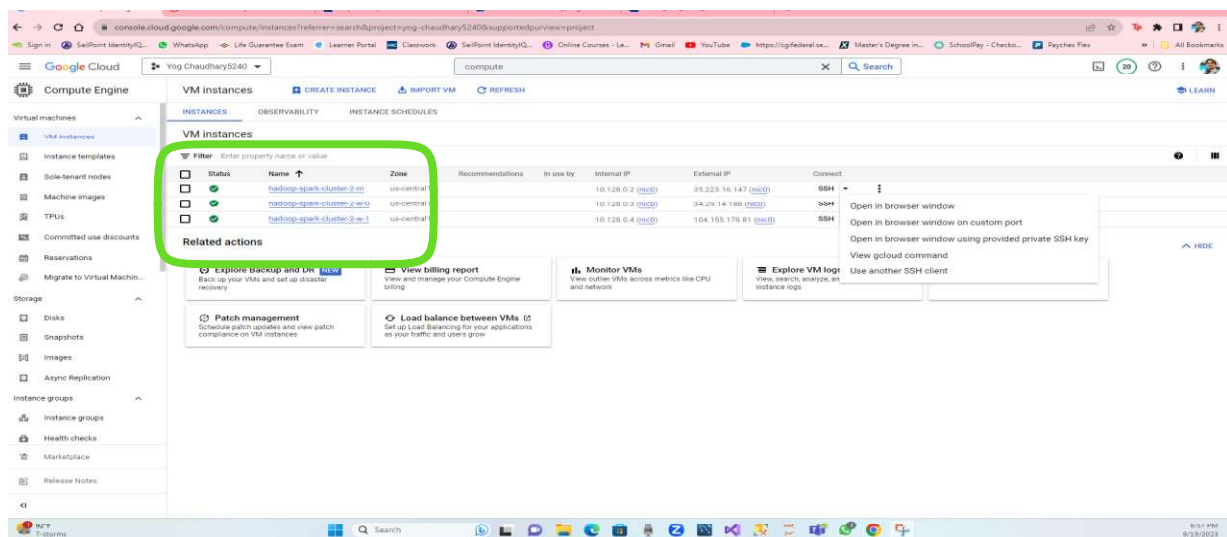 console.cloud.google.com/compute/instances?referrer=search&project=yog-chaudhary5240&supportedpurview=project
Sign in
SailPoint IdentityIQ...
WhatsApp
Life Guarantee Exam
Learner Portal
Classwork
SailPoint IdentityIQ...
Online Courses - Le...
Gmail
YouTube
https://cgifederal.se...
Master's Degree in...
SchoolPay - Checko...
Paychex Flex
All Bookmarks
Google Cloud
Yog Chaudhary5240
compute
Search
20
Compute Engine
VM instances
CREATE INSTANCE
IMPORT VM
REFRESH
LEARN
Virtual machines
INSTANCES
OBSERVABILITY
INSTANCE SCHEDULES
VM instances
VM instances
Instance templates
Filter Enter property name or value
Sole-tenant nodes
Status Name Zone Recommendations In use by Internal IP External IP Connect
hadoop-spark-cluster-2-m us-central1 10.128.0.2 (nic0) 35.223.16.147 (nic0) SSH
Machine images
hadoop-spark-cluster-2-w-0 us-central1 10.128.0.3 (nic0) 34.29.14.188 (nic0) SSH
TPUs
hadoop-spark-cluster-2-w-1 us-central1 10.128.0.4 (nic0) 104.155.178.81 (nic0) SSH
Open in browser window
Open in browser window on custom port
Open in browser window using provided private SSH key
View gcloud command
Use another SSH client
Committed use discounts
Related actions
HIDE
Reservations
Migrate to Virtual Machin...
Explore Backup and DR NEW
Back up your VMs and set up disaster
recovery
View billing report
View and manage your Compute Engine
billing
Monitor VMs
View outlier VMs across metrics like CPU
and network
Explore VM logs
View, search, analyze, an
instance logs
Storage
Disks
Snapshots
Patch management
Schedule patch updates and view patch
compliance on VM instances
Load balance between VMs
Set up Load Balancing for your applications
as your traffic and users grow
Images
Async Replication
Instance groups
Instance groups
Health checks
Marketplace
Release Notes
T-storms
Search
6:57 PM
9/19/2023